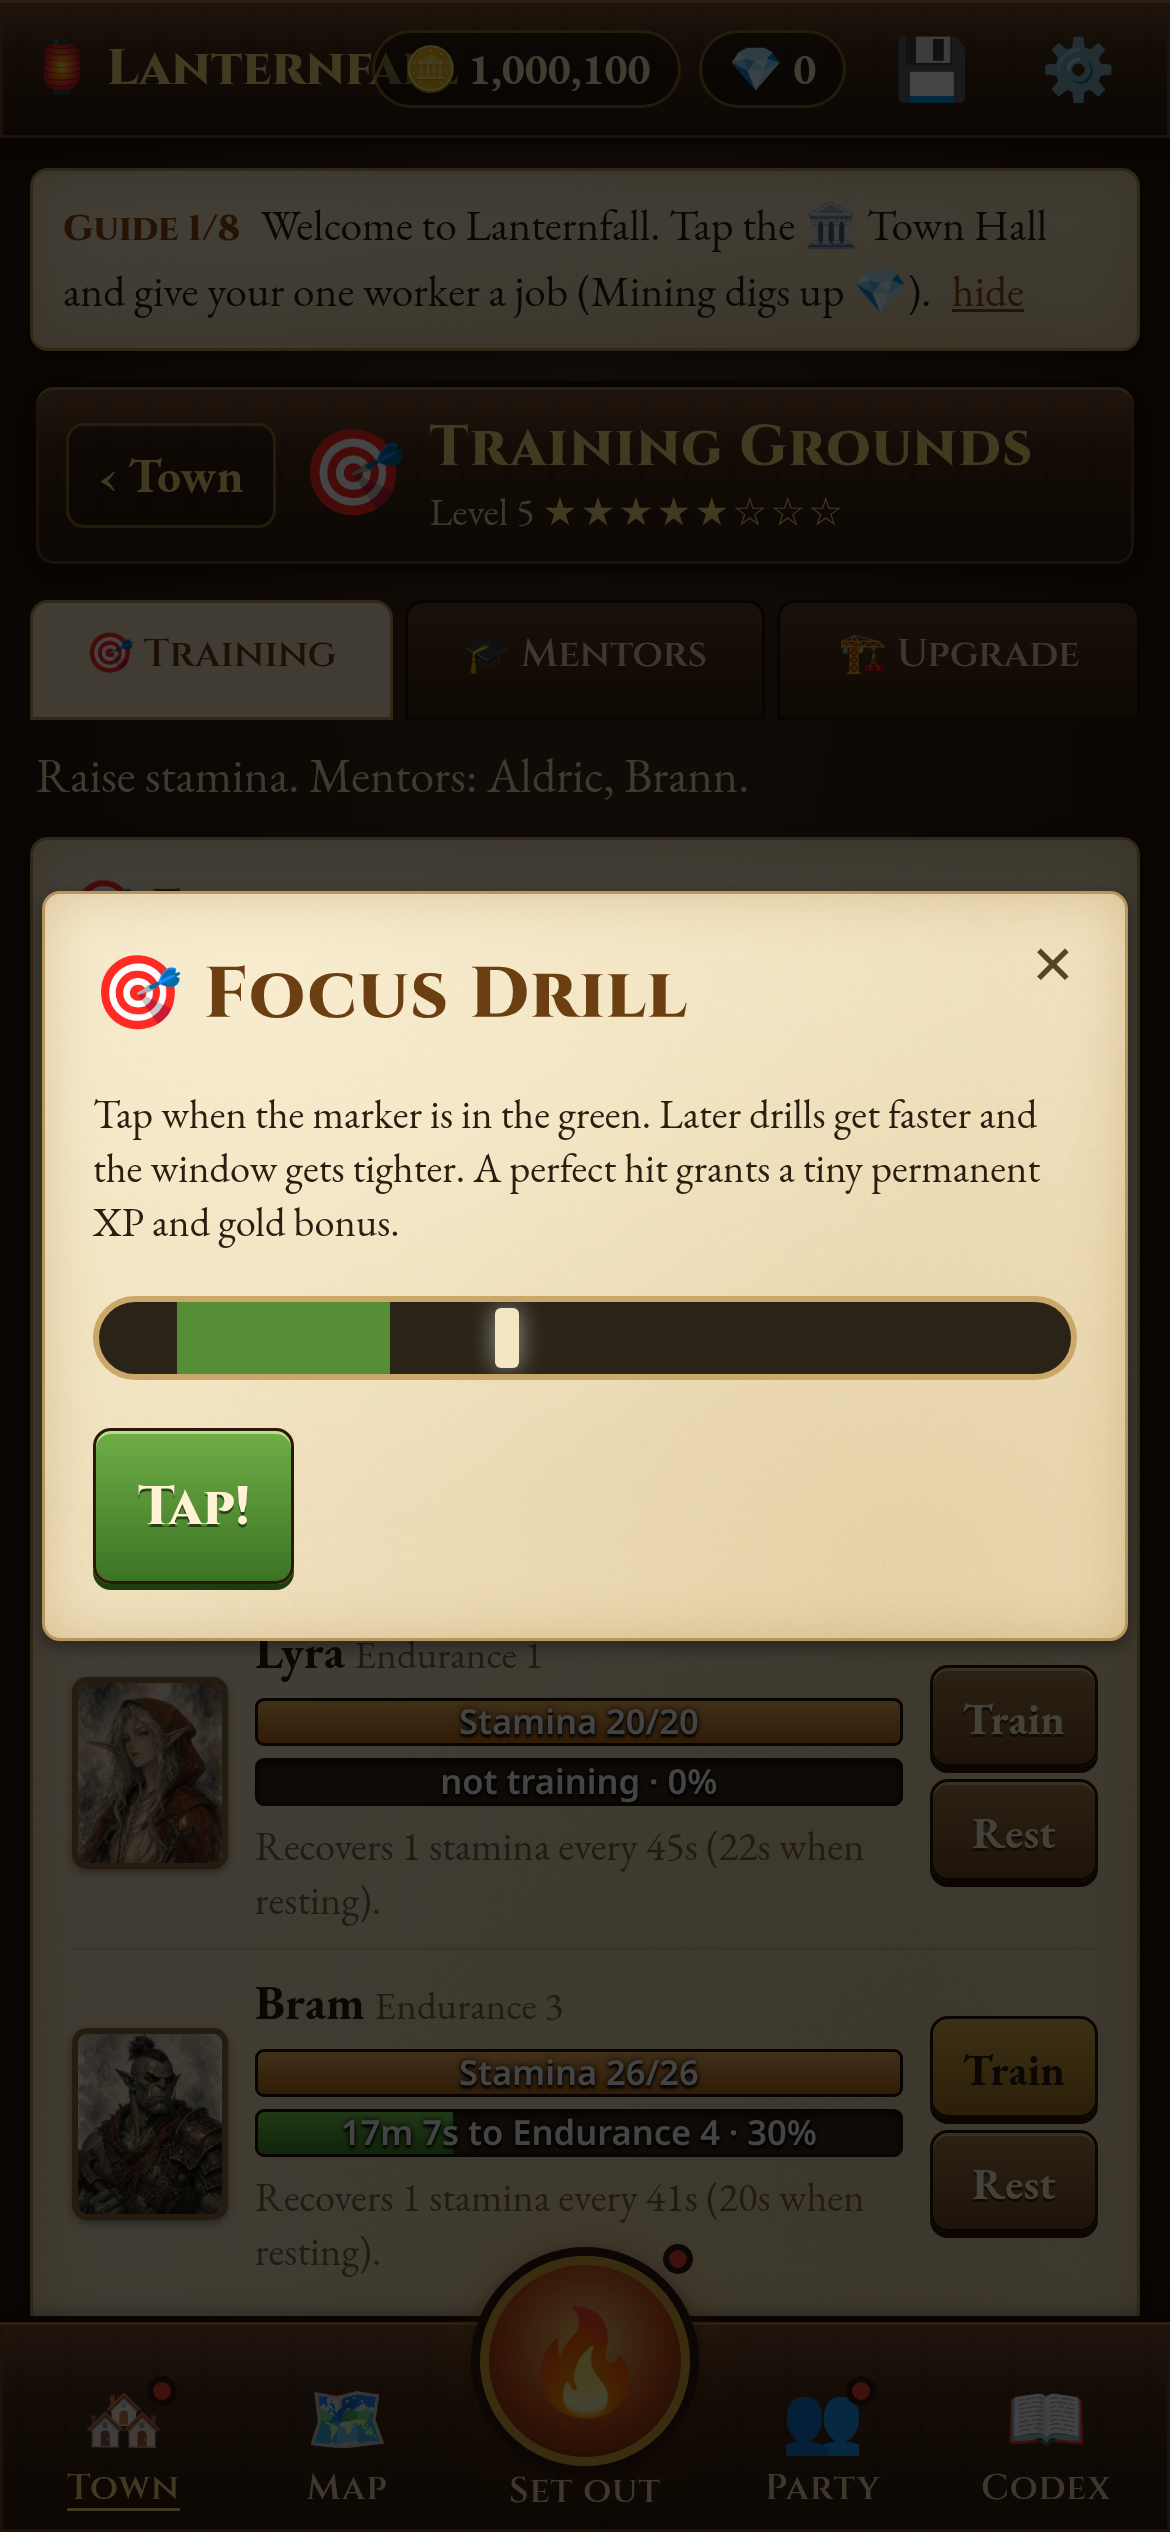 LANTERNFALL 1,000,100 0
GUIDE 1/8 Welcome to Lanternfall. Tap the Town Hall
and give your one worker a job (Mining digs up ). hide
‹ Town
TRAINING GROUNDS
Level 5 ★★★★★☆☆☆
TRAINING
MENTORS
UPGRADE
Raise stamina. Mentors: Aldric, Brann.
FOCUS DRILL
✕
Tap when the marker is in the green. Later drills get faster and
the window gets tighter. A perfect hit grants a tiny permanent
XP and gold bonus.
TAP!
Lyra Endurance 1
Stamina 20/20
not training · 0%
Recovers 1 stamina every 45s (22s when
resting).
Train
Rest
Bram Endurance 3
Stamina 26/26
17m 7s to Endurance 4 · 30%
Recovers 1 stamina every 41s (20s when
resting).
Train
Rest
TOWN
MAP
SET OUT
PARTY
CODEX